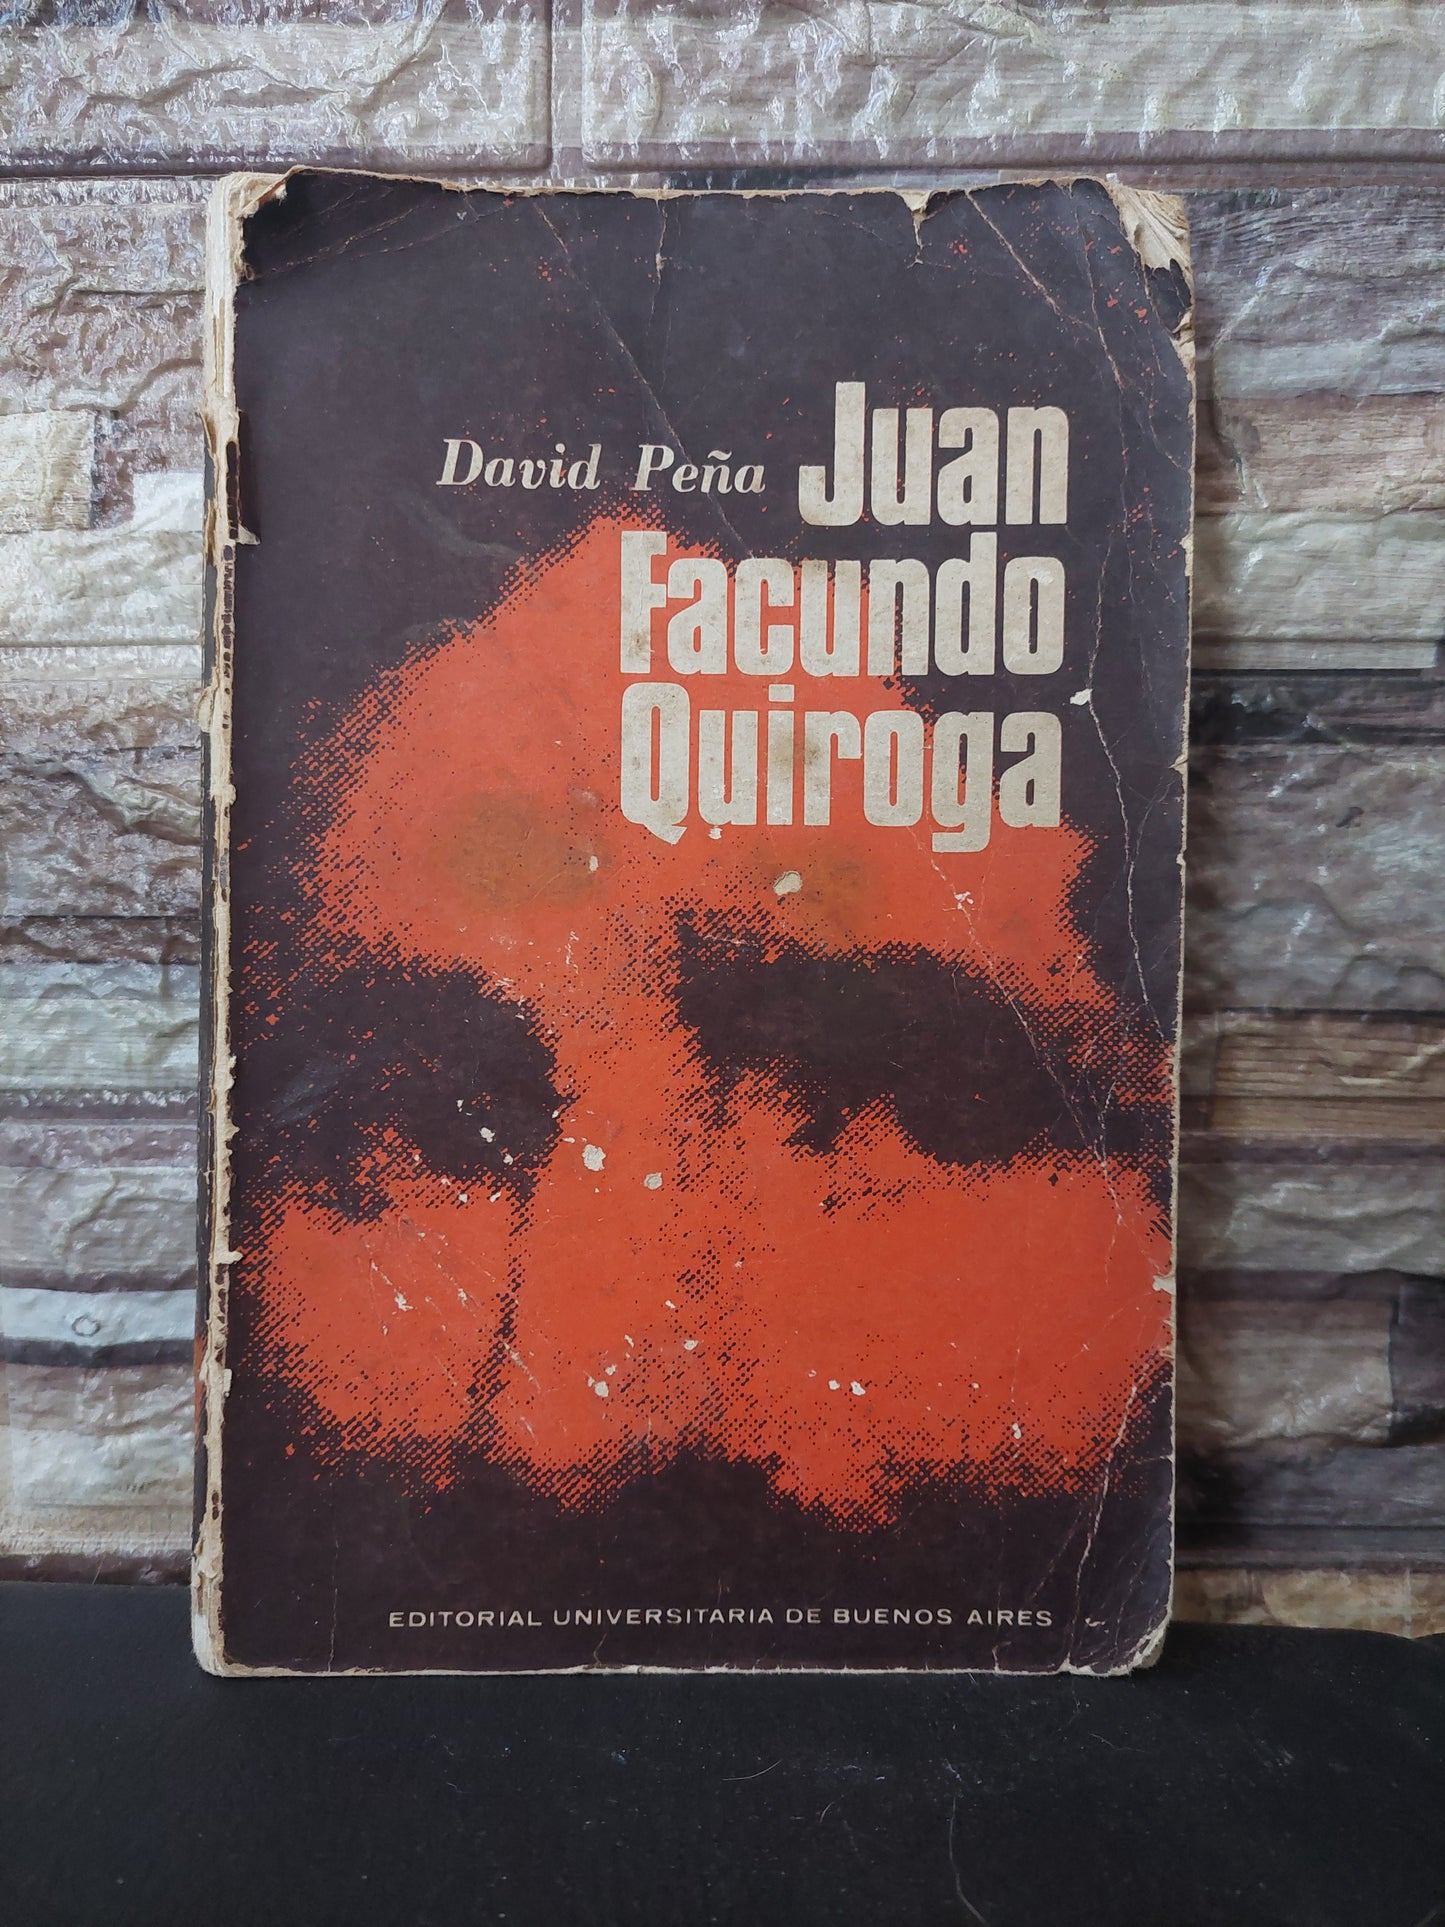 David Peña Juan
Facundo
Quiroga
EDITORIAL UNIVERSITARIA DE BUENOS AIRES